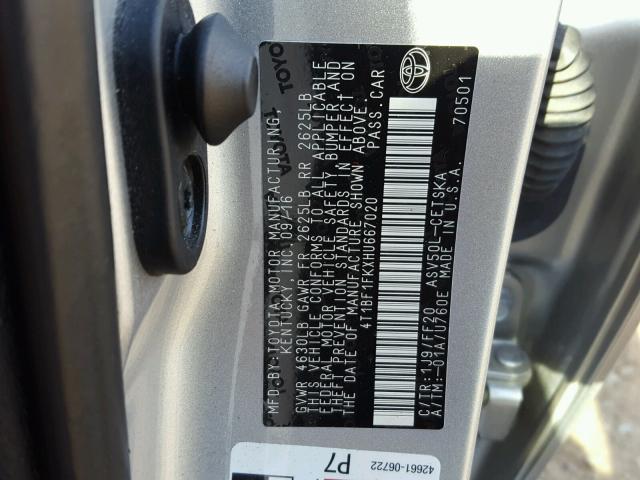 MFD.BY:TOYOTA MOTOR MANUFACTURING,
KENTUCKY, INC. 09/16
GVWR 4630LB GAWR FR 2625LB RR 2625LB
THIS VEHICLE CONFORMS TO ALL APPLICABLE
FEDERAL MOTOR VEHICLE SAFETY, BUMPER AND
THEFT PREVENTION STANDARDS IN EFFECT ON
THE DATE OF MANUFACTURE SHOWN ABOVE.
4T1BF1FKXHU667020 PASS.CAR
C/TR:1J9/FF20 ASV50L-CETSKA
A/TM:-01A/U760E MADE IN U.S.A.
70501
TOYOTA
P7
42661-06722